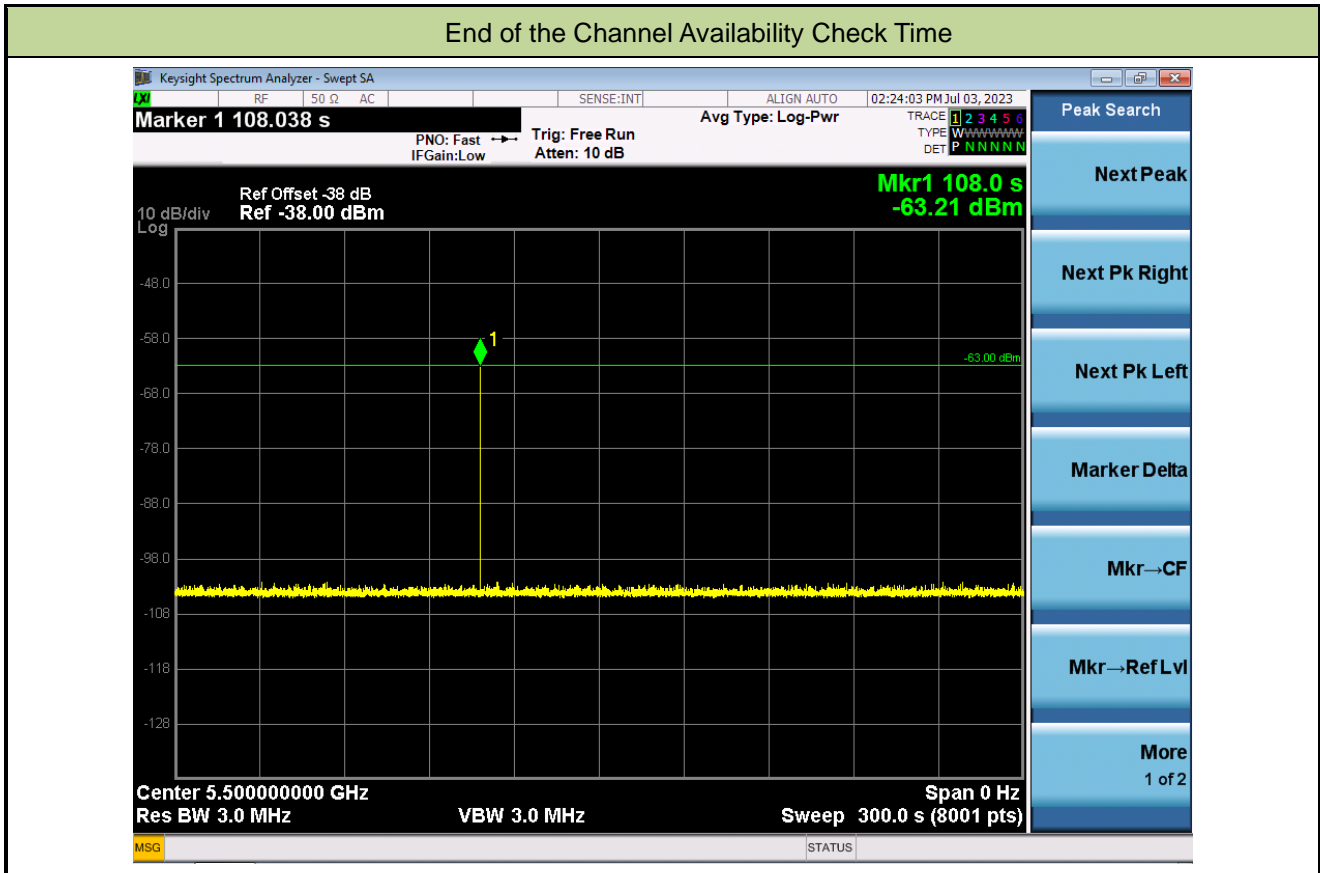 End of the Channel Availability Check Time
Keysight Spectrum Analyzer - Swept SA
LXI RF 50 Ω AC SENSE:INT ALIGN AUTO 02:24:03 PM Jul 03, 2023
Marker 1 108.038 s
PNO: Fast
IFGain:Low
Trig: Free Run
Atten: 10 dB
Avg Type: Log-Pwr
TRACE 1 2 3 4 5 6
TYPE WWWWWW
DET P N N N N N
Peak Search
Ref Offset -38 dB
10 dB/div Ref -38.00 dBm
Log
Mkr1 108.0 s
-63.21 dBm
Next Peak
Next Pk Right
Next Pk Left
Marker Delta
Mkr→CF
Mkr→Ref Lvl
More
1 of 2
-48.0
-58.0
1
-63.00 dBm
-68.0
-78.0
-88.0
-98.0
-108
-118
-128
Center 5.500000000 GHz Span 0 Hz
Res BW 3.0 MHz VBW 3.0 MHz Sweep 300.0 s (8001 pts)
MSG STATUS